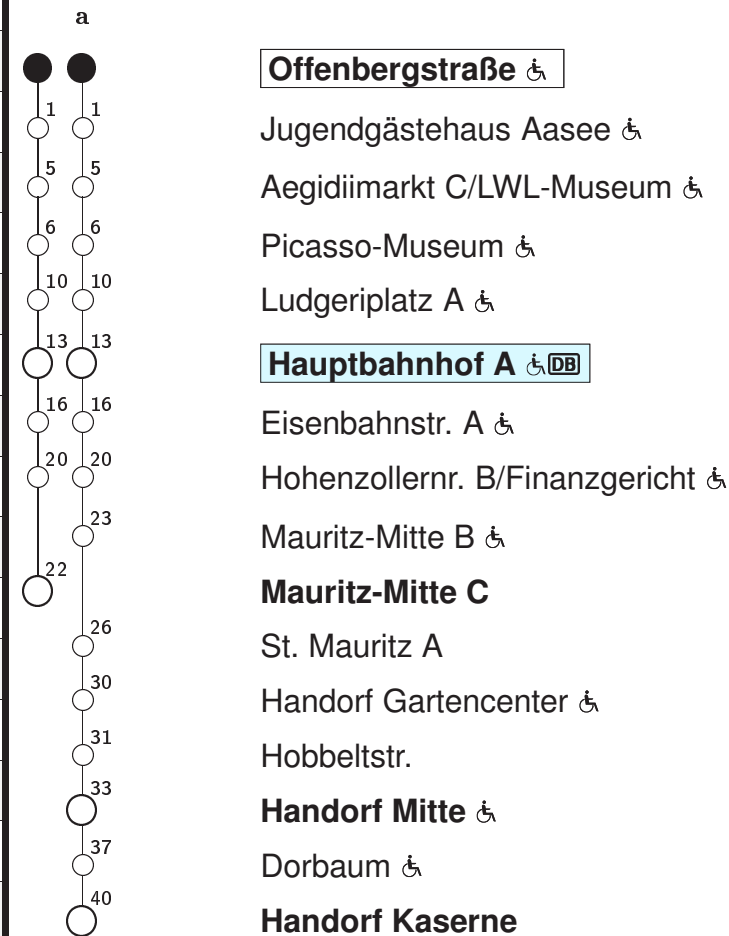 a
Offenbergstraße
1 1 Jugendgästehaus Aasee
5 5 Aegidiimarkt C/LWL-Museum
6 6 Picasso-Museum
10 10 Ludgeriplatz A
13 13 Hauptbahnhof A DB
16 16 Eisenbahnstr. A
20 20 Hohenzollernr. B/Finanzgericht
23 Mauritz-Mitte B
22 Mauritz-Mitte C
26 St. Mauritz A
30 Handorf Gartencenter
31 Hobbeltstr.
33 Handorf Mitte
37 Dorbaum
40 Handorf Kaserne